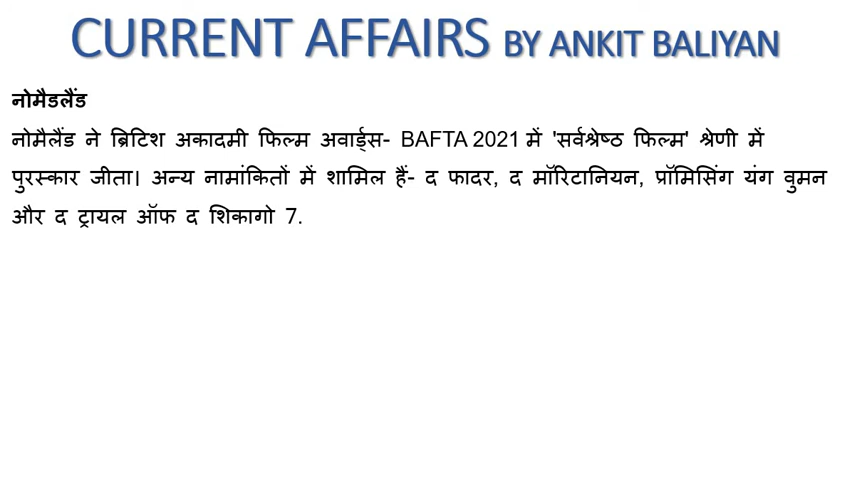 CURRENT AFFAIRS BY ANKIT BALIYAN
नोमैडलैंड
नोमैलैंड ने ब्रिटिश अकादमी फिल्म अवार्ड्स- BAFTA 2021 में 'सर्वश्रेष्ठ फिल्म' श्रेणी में
पुरस्कार जीता। अन्य नामांकितों में शामिल हैं- द फादर, द मॉरिटानियन, प्रॉमिसिंग यंग वुमन
और द ट्रायल ऑफ द शिकागो 7.